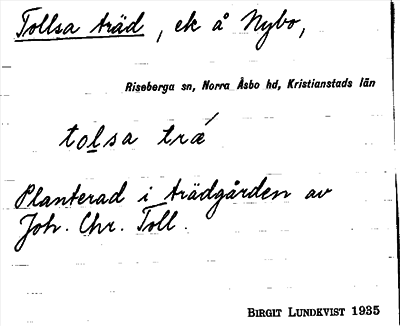 Tollsa träd, ek å Nybo,
Riseberga sn, Norra Åsbo hd, Kristianstads län
tolsa trá
Planterad i trädgården av
Joh. Chr. Toll.
BIRGIT LUNDKVIST 1935